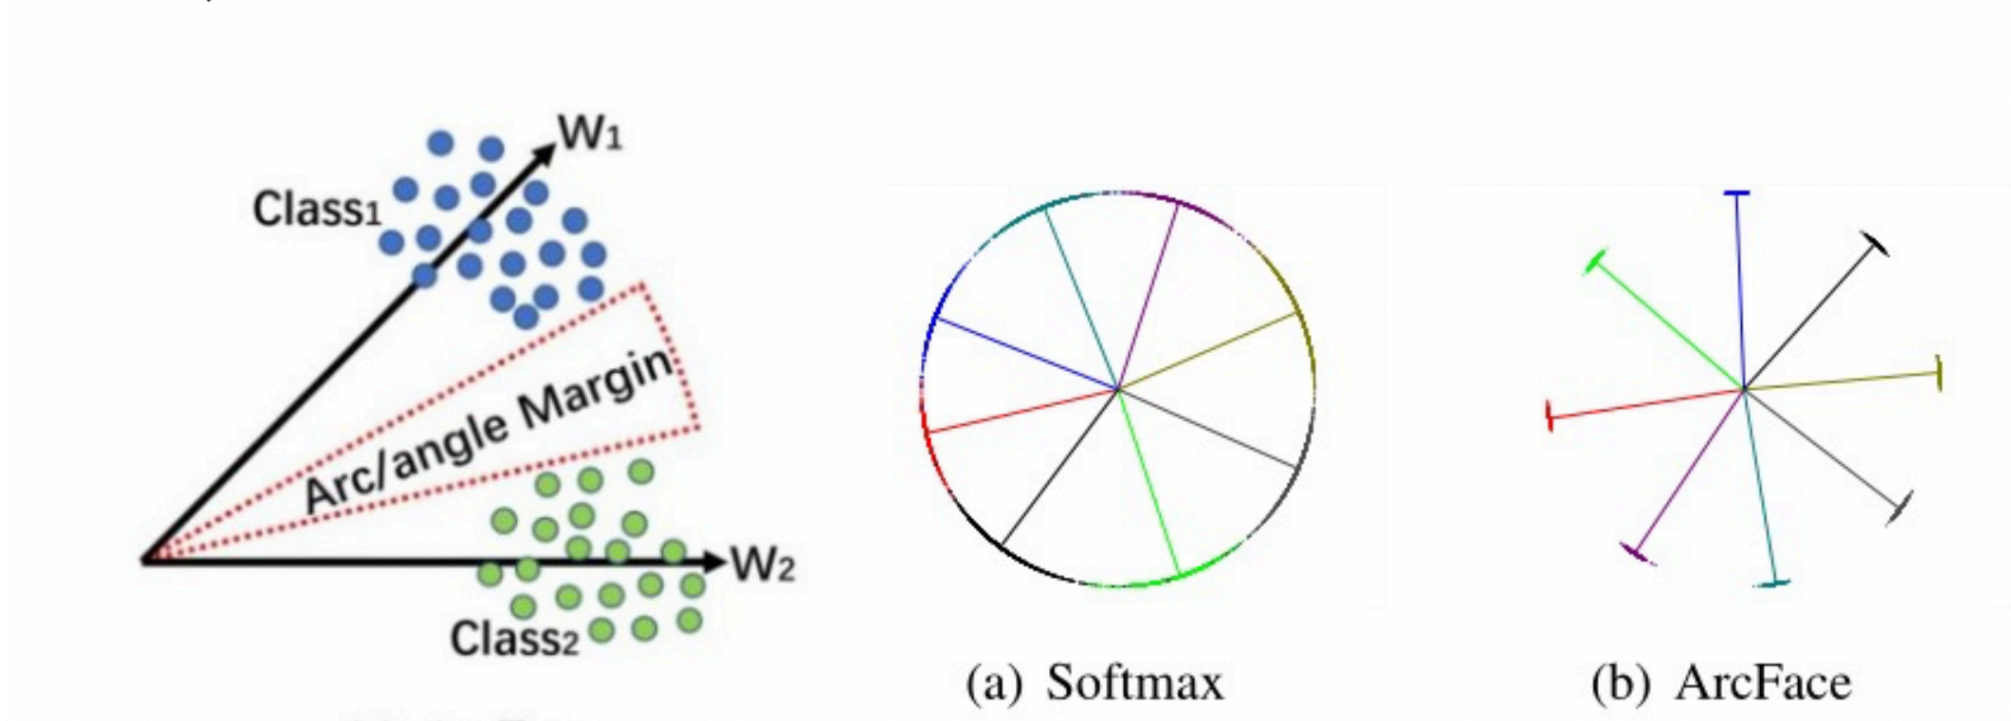 W1
Class1
Arc/angle Margin
W2
Class2
(a) Softmax
(b) ArcFace